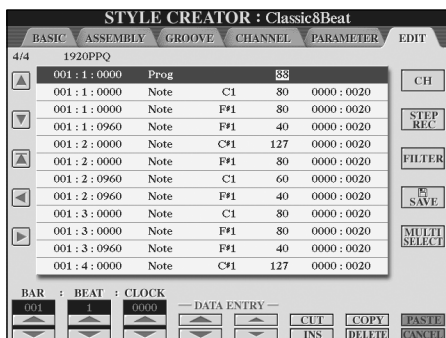 STYLE CREATOR : Classic8Beat
BASIC ASSEMBLY GROOVE CHANNEL PARAMETER EDIT
4/4 1920PPQ
001 : 1 : 0000 Prog 88
001 : 1 : 0000 Note C1 80 0000 : 0020
001 : 1 : 0000 Note F#1 80 0000 : 0020
001 : 1 : 0960 Note F#1 40 0000 : 0020
001 : 2 : 0000 Note C#1 127 0000 : 0020
001 : 2 : 0000 Note F#1 80 0000 : 0020
001 : 2 : 0960 Note C1 60 0000 : 0020
001 : 2 : 0960 Note F#1 40 0000 : 0020
001 : 3 : 0000 Note C1 80 0000 : 0020
001 : 3 : 0000 Note F#1 80 0000 : 0020
001 : 3 : 0960 Note F#1 40 0000 : 0020
001 : 4 : 0000 Note C#1 127 0000 : 0020
CH
STEP
REC
FILTER
SAVE
MULTI
SELECT
BAR : BEAT : CLOCK
001 1 0000
DATA ENTRY
CUT COPY PASTE
INS DELETE CANCEL